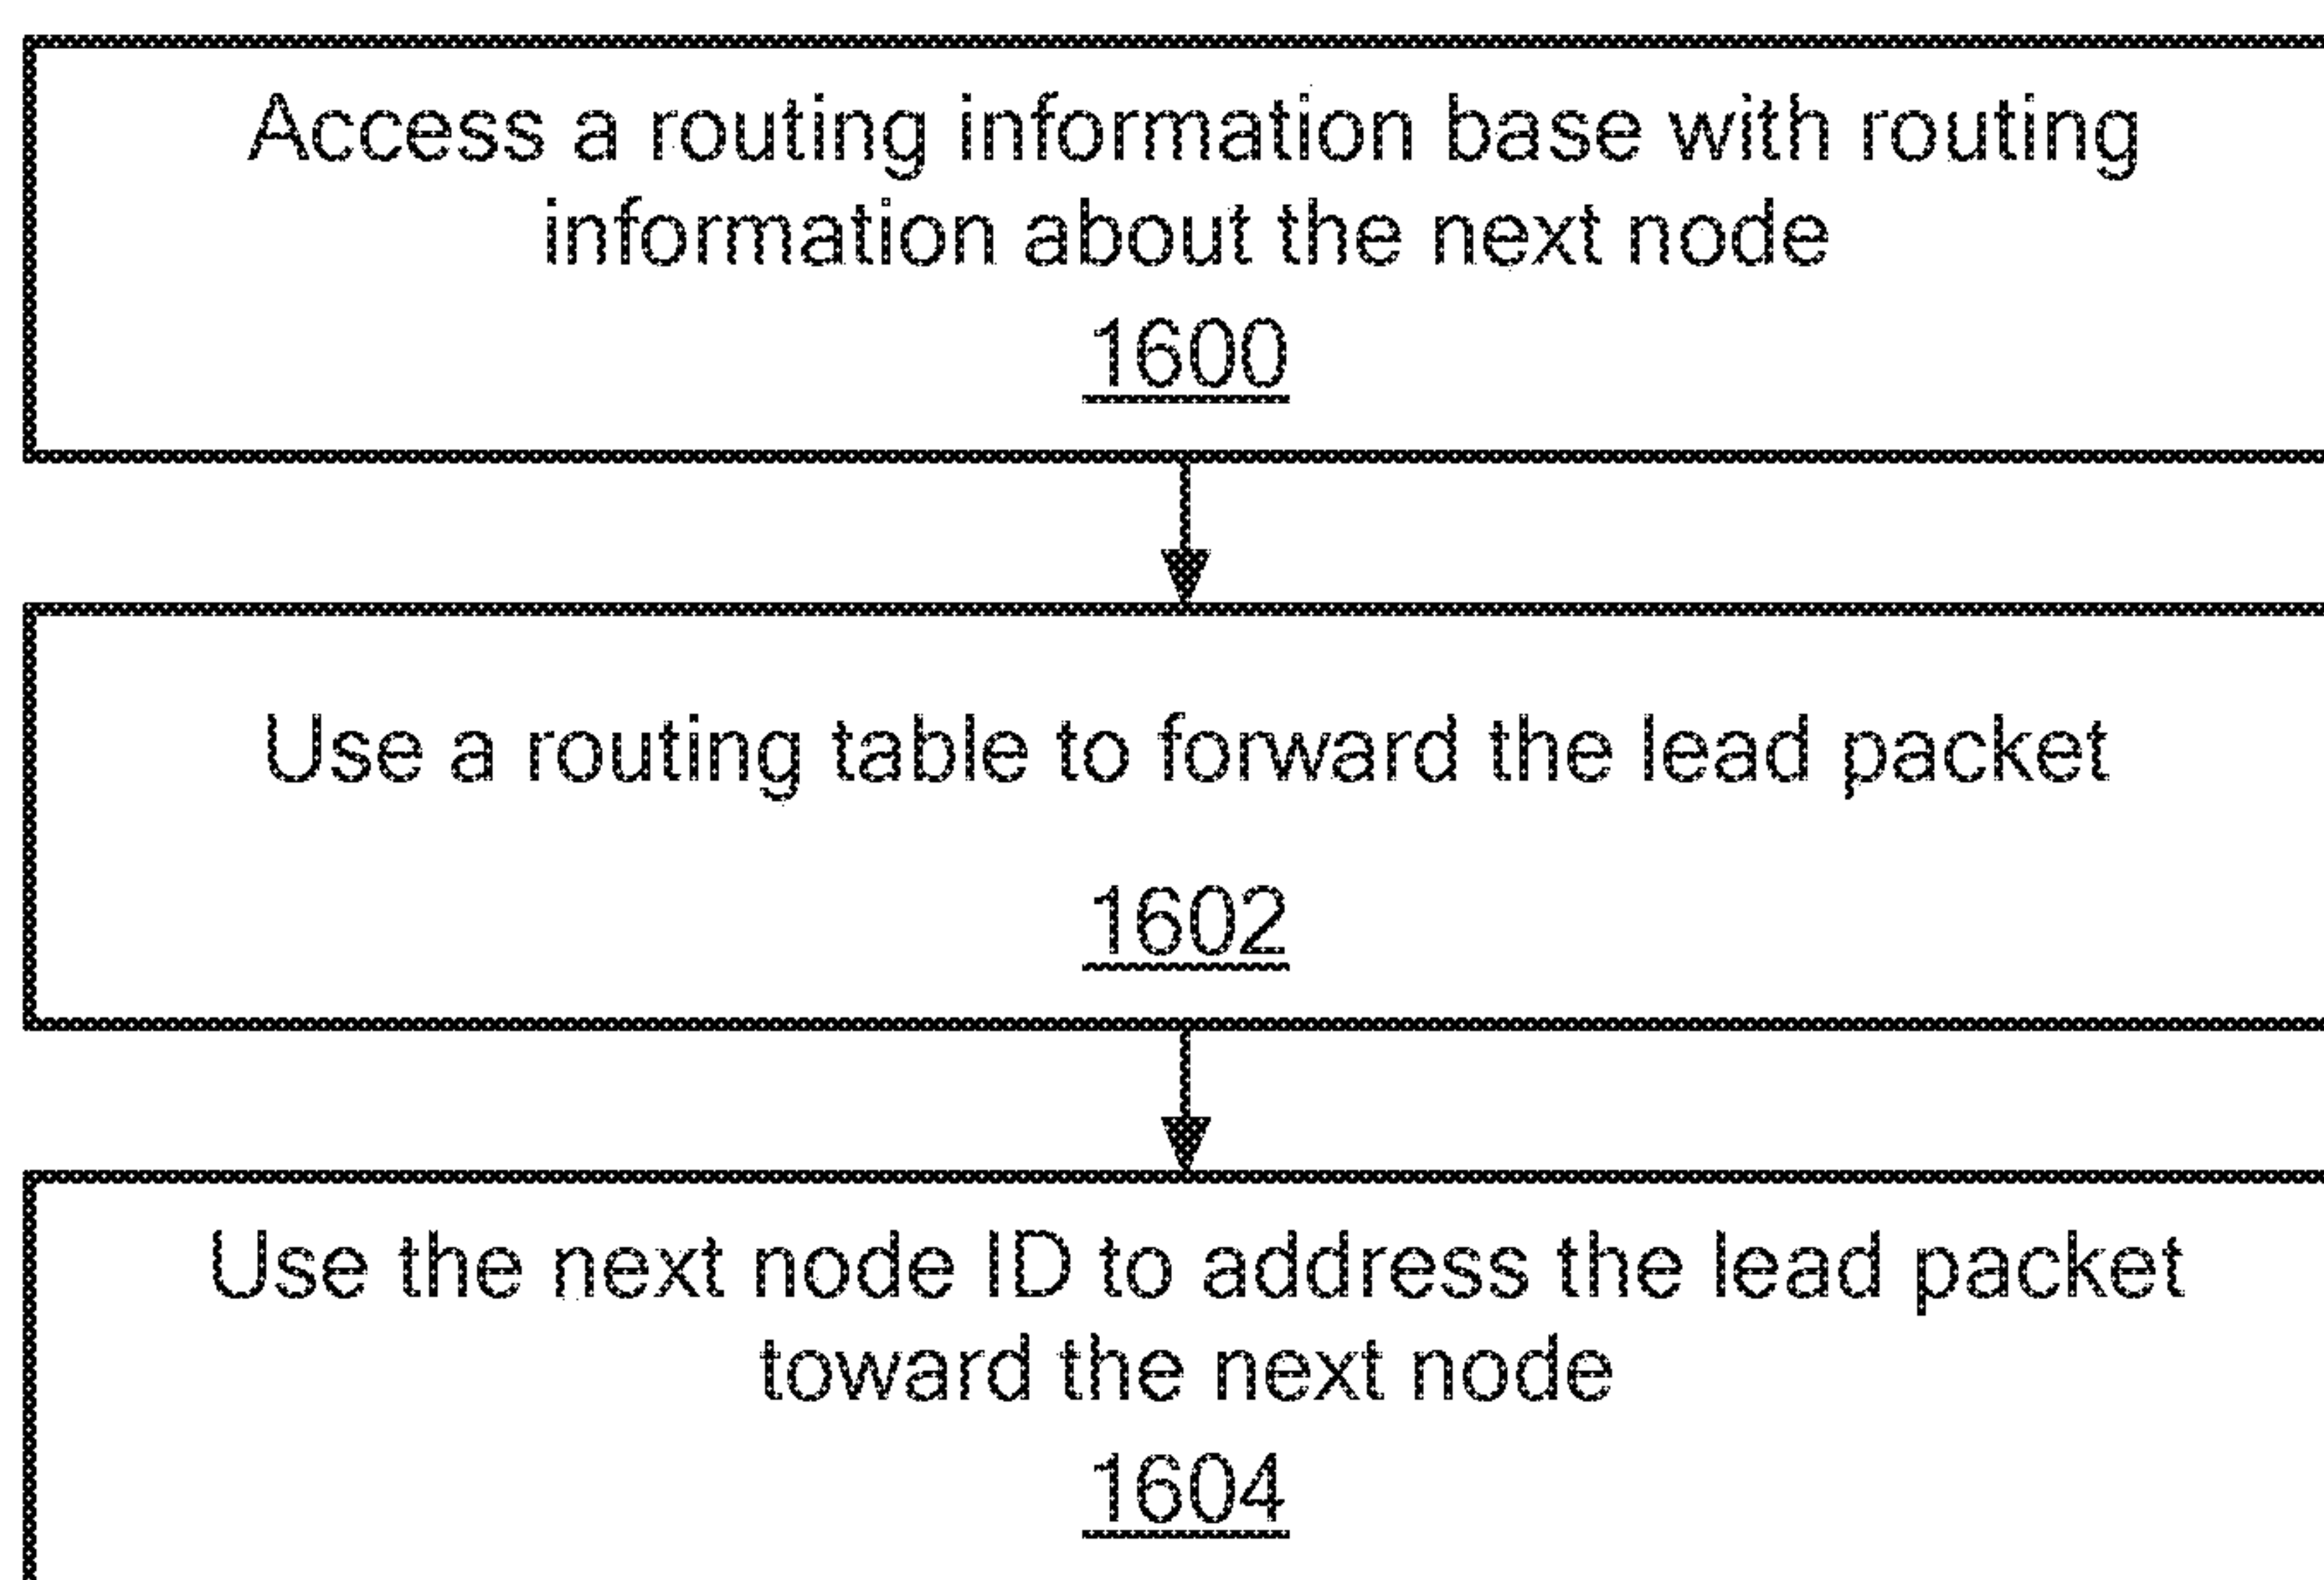 Access a routing information base with routing
information about the next node
1600
Use a routing table to forward the lead packet
1602
Use the next node ID to address the lead packet
toward the next node
1604